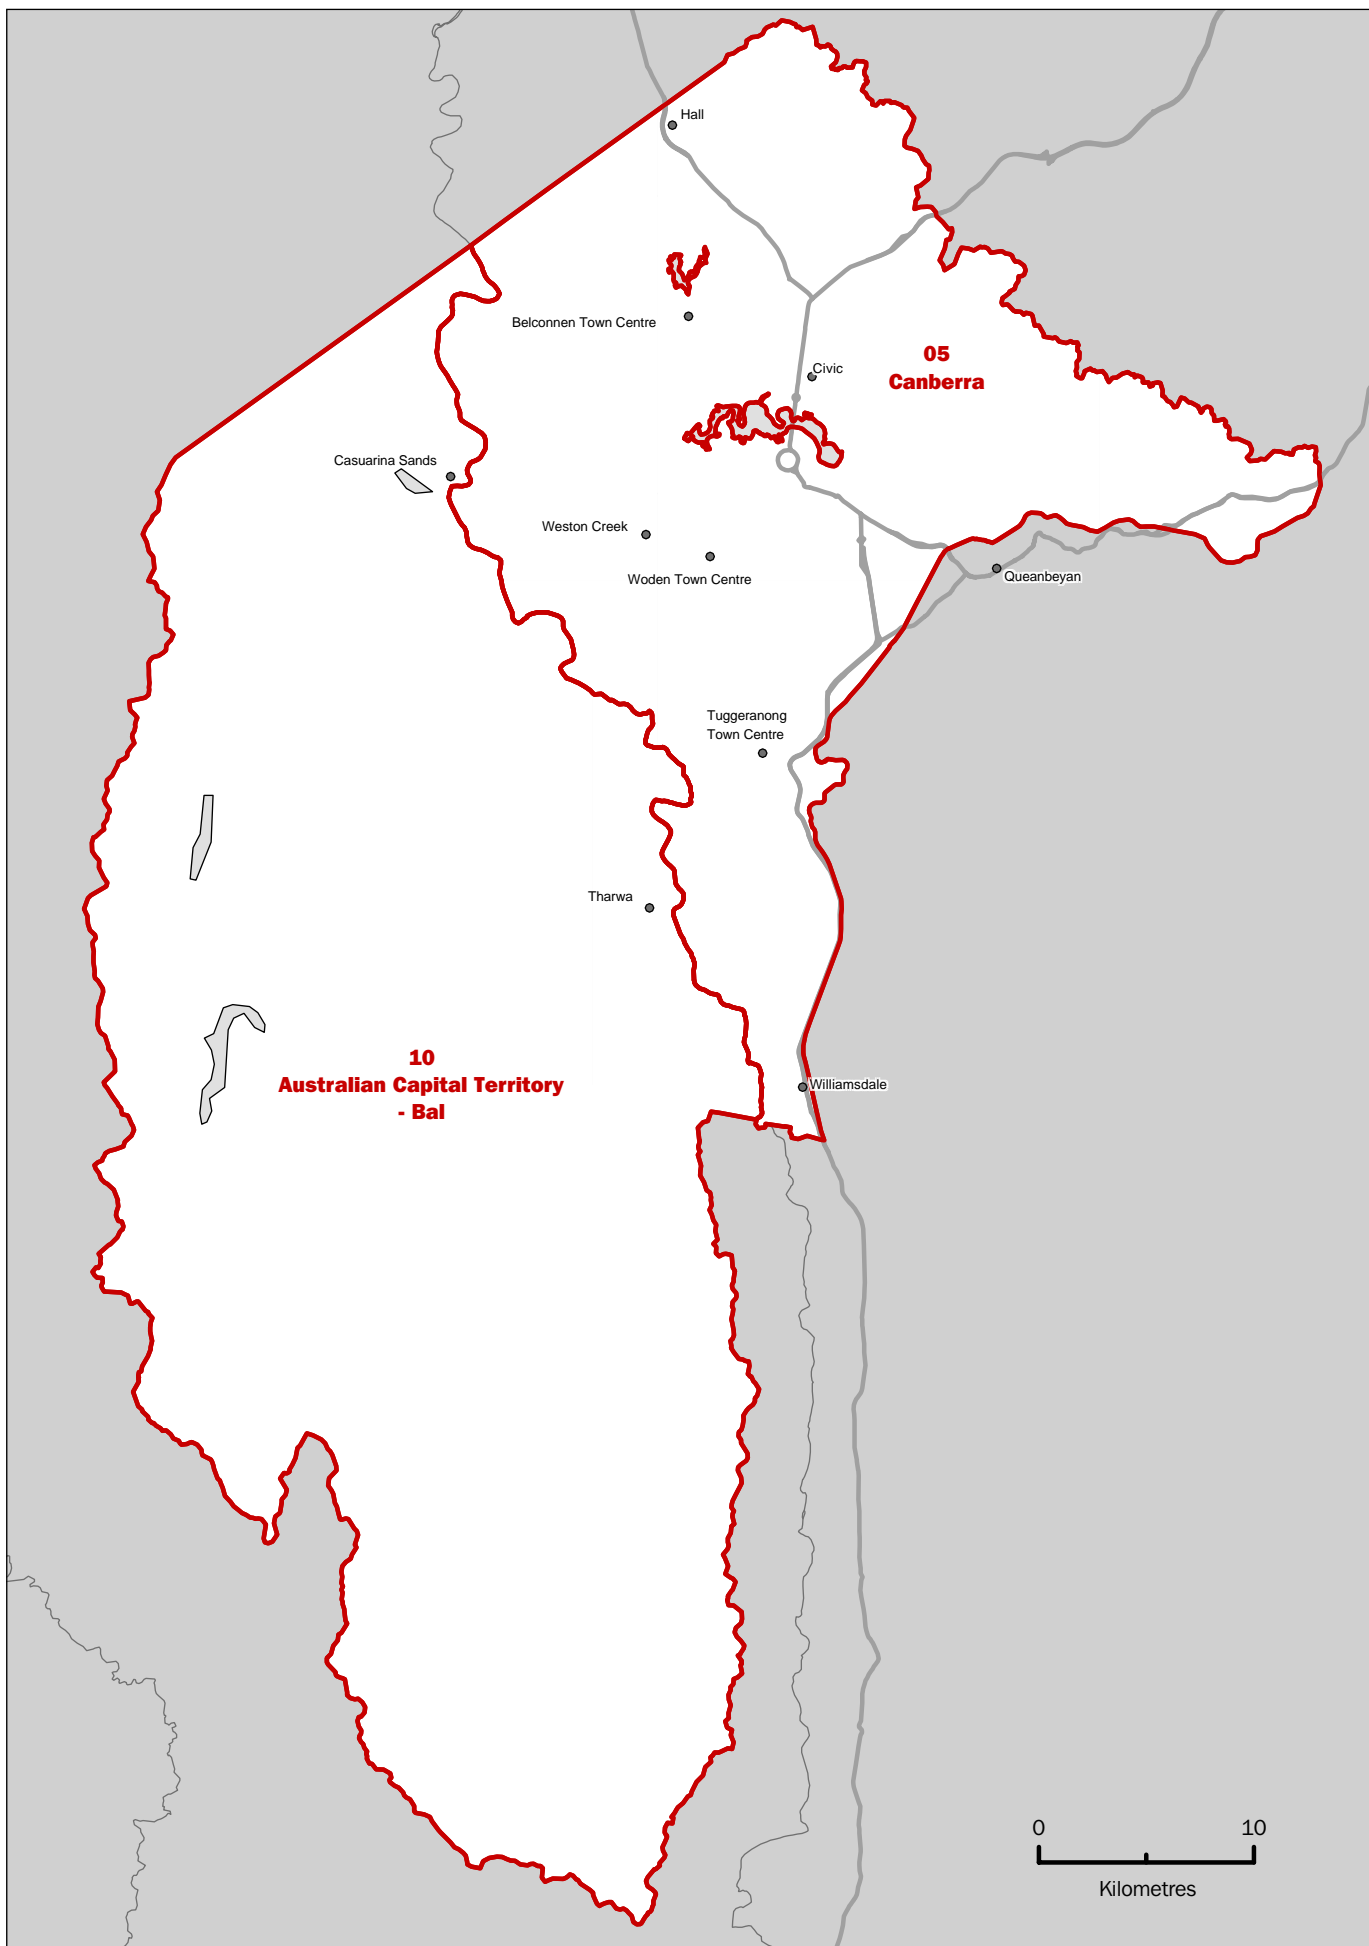 Hall
Belconnen Town Centre
05
Canberra
Civic
Casuarina Sands
Weston Creek
Woden Town Centre
Queanbeyan
Tuggeranong
Town Centre
Tharwa
10
Australian Capital Territory
- Bal
Williamsdale
0 10
Kilometres